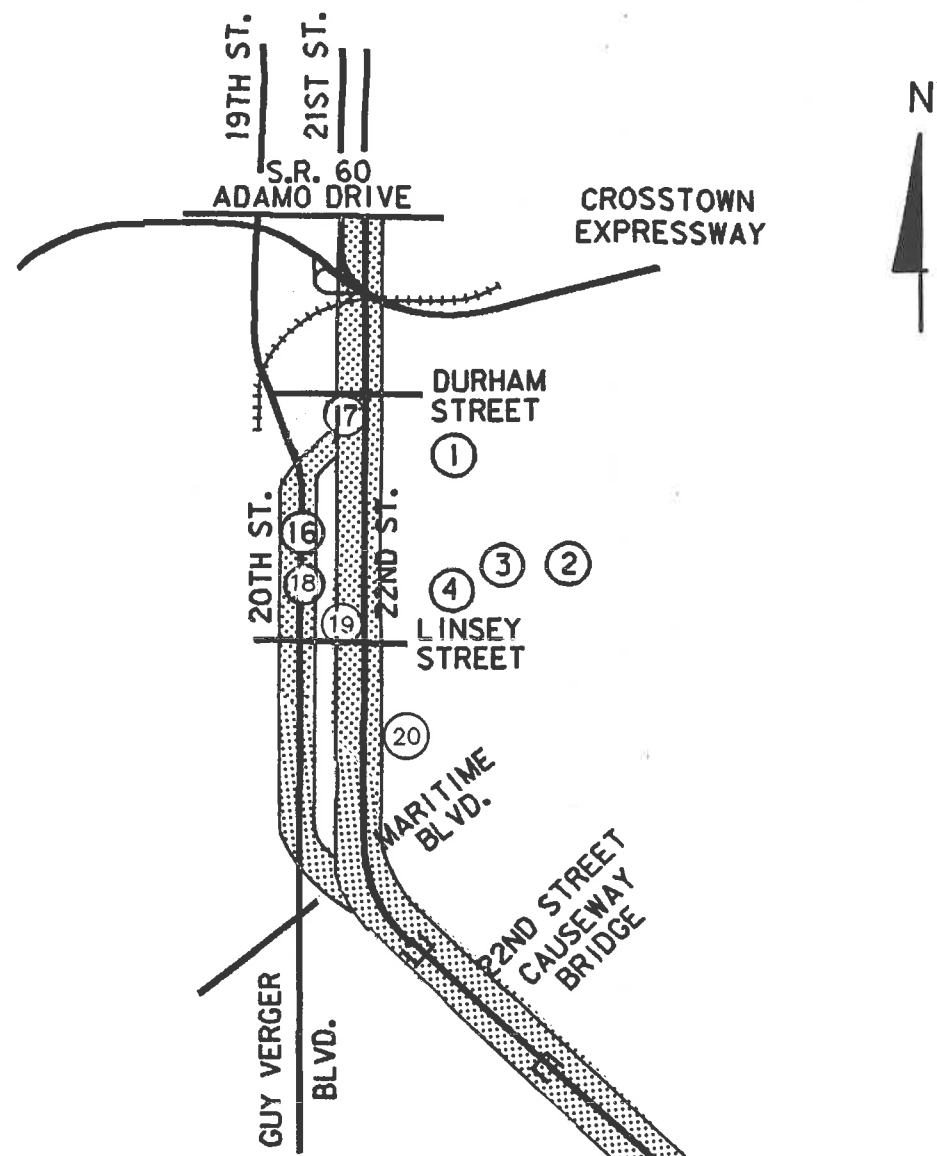 19TH ST.
21ST ST.
N
S.R. 60
ADAMO DRIVE
CROSSTOWN
EXPRESSWAY
DURHAM
STREET
17
1
20TH ST.
22ND ST.
16
3
2
18
4
19
LINSEY
STREET
20
MARITIME
BLVD.
22ND STREET
CAUSEWAY
BRIDGE
GUY VERGER
BLVD.